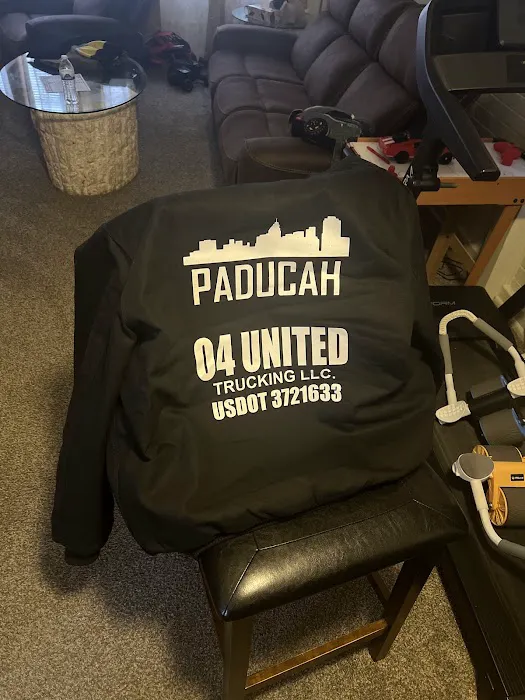 PADUCAH
04 UNITED
TRUCKING LLC.
USDOT 3721633